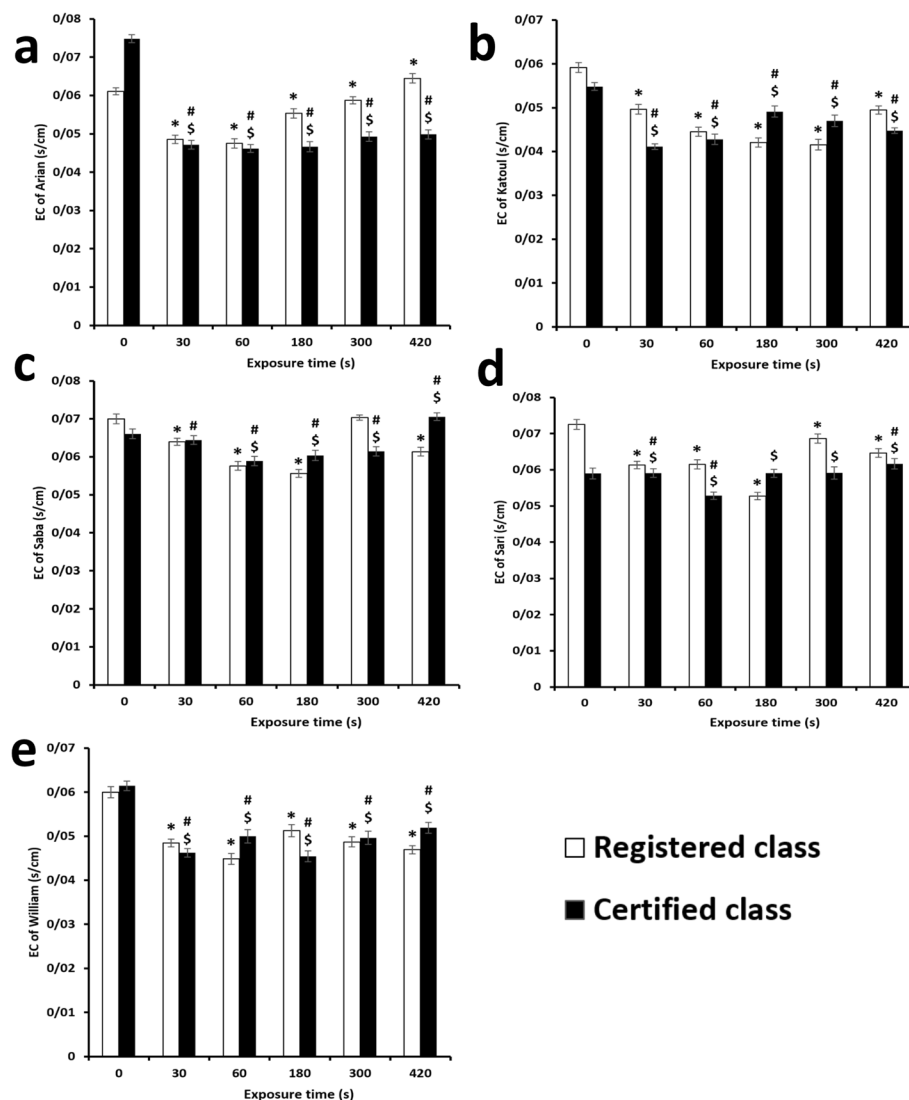 a
0/08
0/07
0/06
0/05
0/04
0/03
0/02
0/01
0
EC of Arian (s/cm)
* # $
* # $
* # $
* # $
* # $
0 30 60 180 300 420
Exposure time (s)
b
0/07
0/06
0/05
0/04
0/03
0/02
0/01
0
EC of Katoul (s/cm)
* # $
* # $
* # $
* # $
* # $
0 30 60 180 300 420
Exposure time (s)
c
0/08
0/07
0/06
0/05
0/04
0/03
0/02
0/01
0
EC of Saba (s/cm)
* #
* # $
* # $
# $
* # $
0 30 60 180 300 420
Exposure time (s)
d
0/08
0/07
0/06
0/05
0/04
0/03
0/02
0/01
0
EC of Sari (s/cm)
* # $
* # $
* $
* $
* # $
0 30 60 180 300 420
Exposure time (s)
e
0/07
0/06
0/05
0/04
0/03
0/02
0/01
0
EC of William (s/cm)
* # $
* # $
* # $
* # $
* # $
0 30 60 180 300 420
Exposure time (s)
Registered class
Certified class